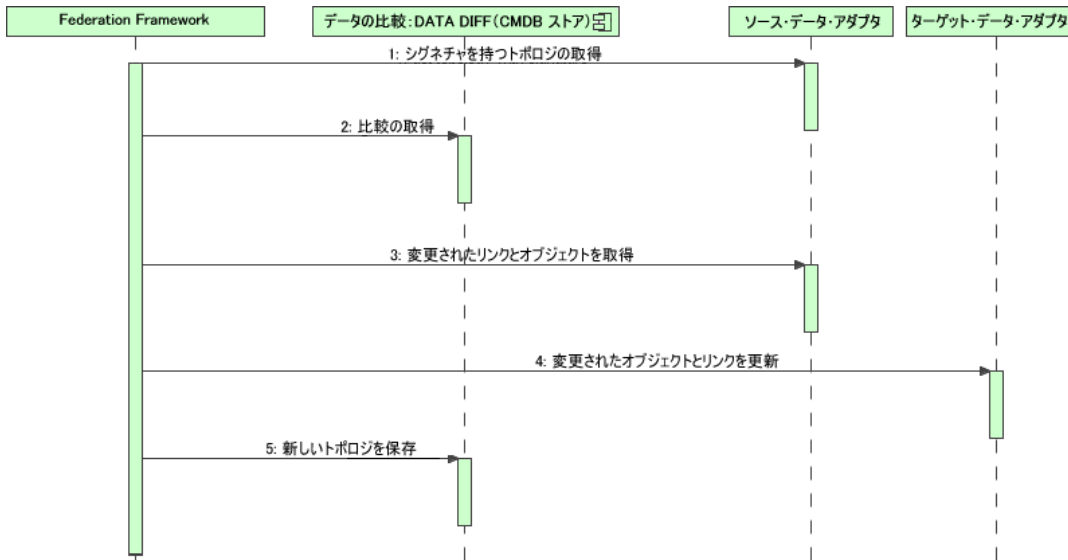 Federation Framework
データの比較：DATA DIFF（CMDB ストア）
ソース・データ・アダプタ
ターゲット・データ・アダプタ
1: シグネチャを持つトポロジの取得
2: 比較の取得
3: 変更されたリンクとオブジェクトを取得
4: 変更されたオブジェクトとリンクを更新
5: 新しいトポロジを保存